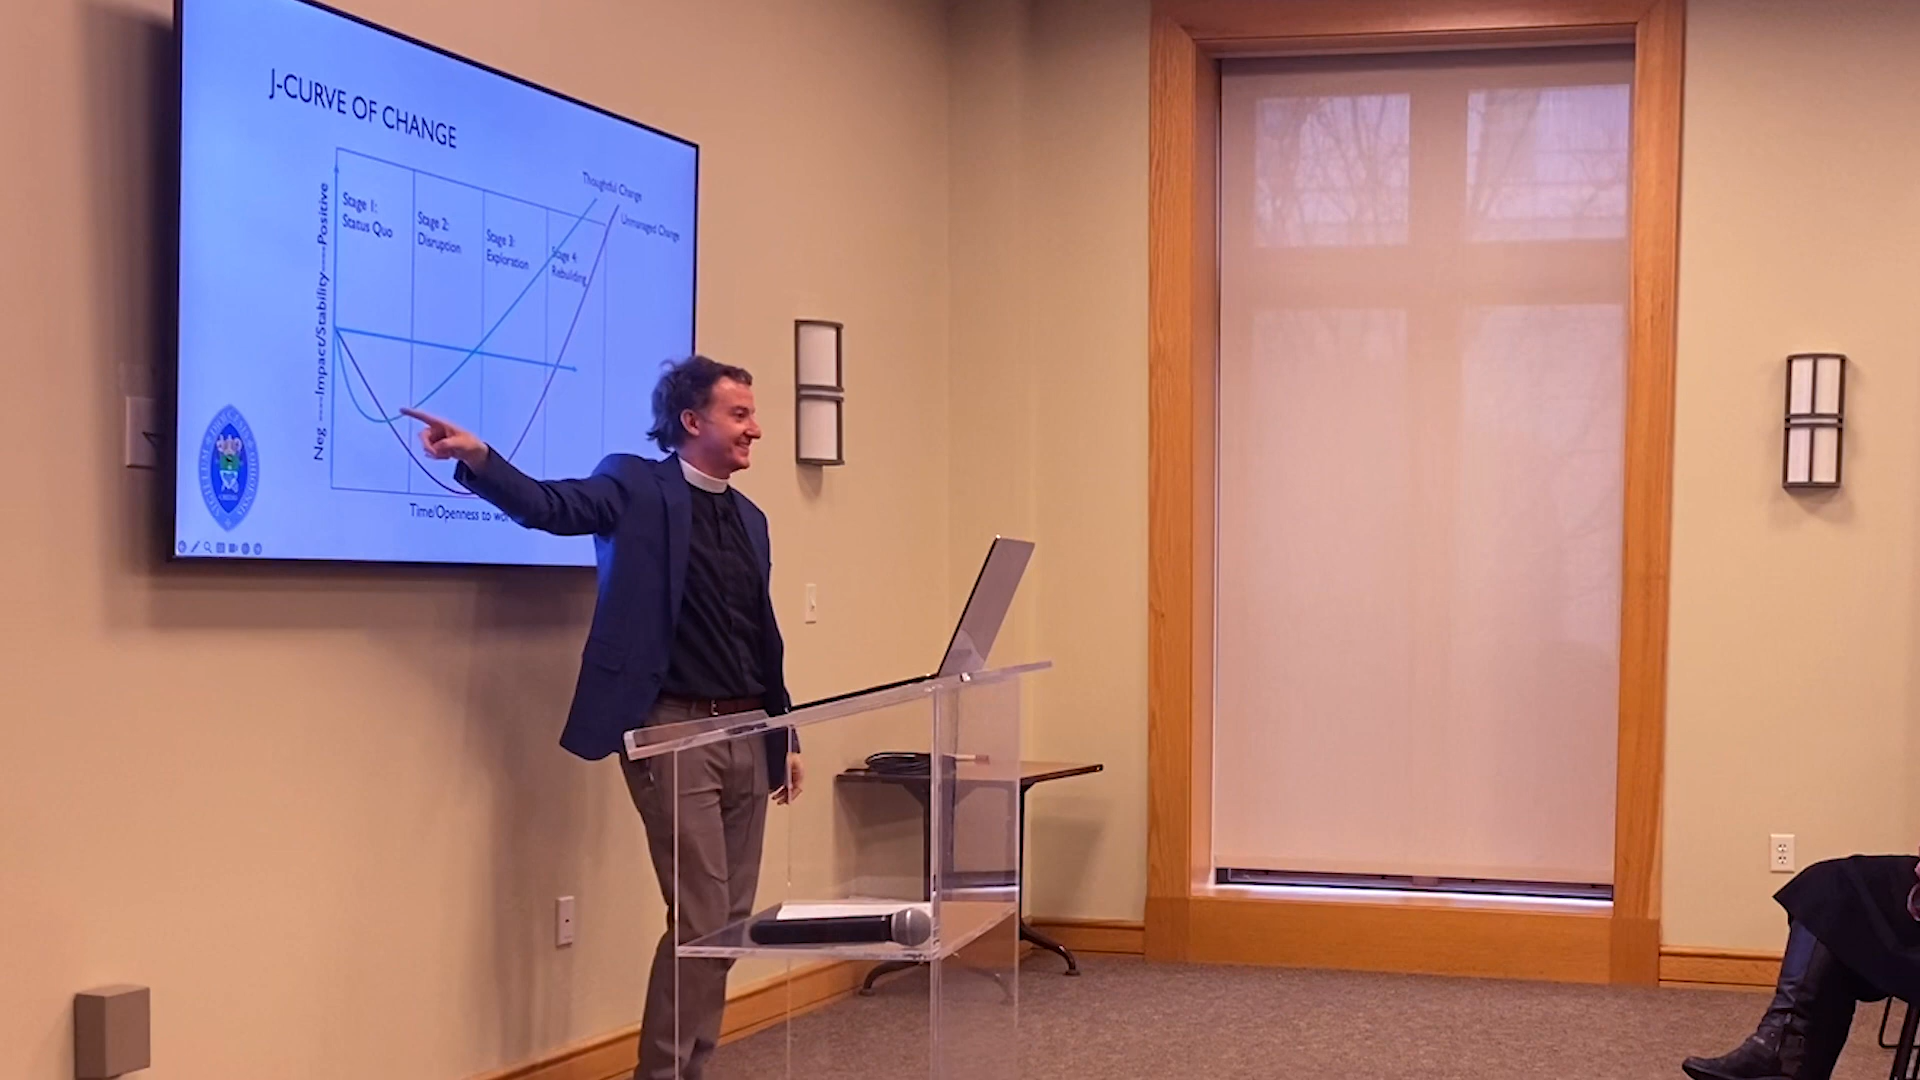 J-CURVE OF CHANGE
Thoughtful Change
Unmanaged Change
Stage 1:
Status Quo
Stage 2:
Disruption
Stage 3:
Exploration
Stage 4:
Rebuilding
Neg ----Impact/Stability----Positive
Time/Openness to
SIGILLUM